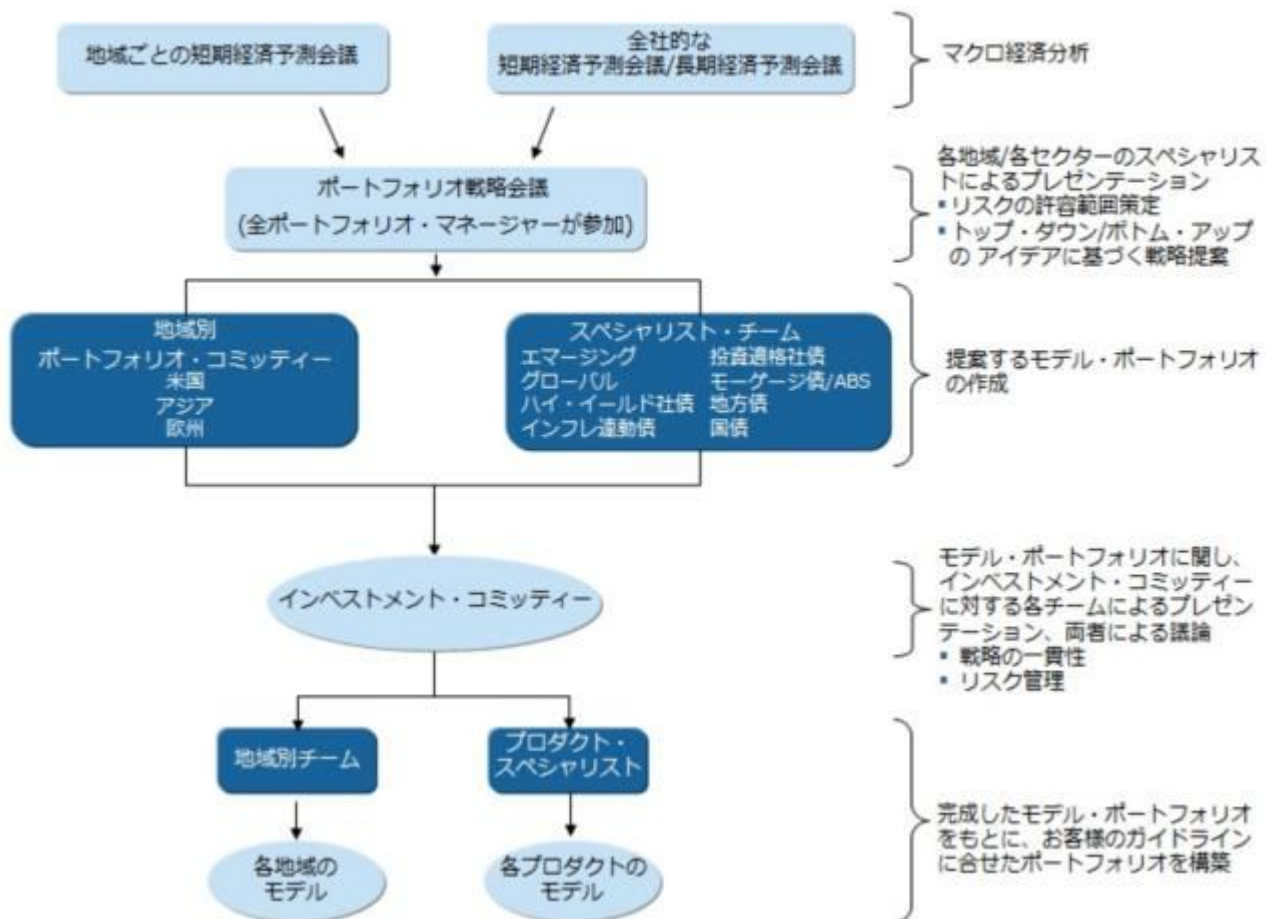 地域ごとの短期経済予測会議
全社的な
短期経済予測会議/長期経済予測会議
マクロ経済分析
ポートフォリオ戦略会議
(全ポートフォリオ・マネージャーが参加)
各地域/各セクターのスペシャリス
トによるプレゼンテーション
▪ リスクの許容範囲策定
▪ トップ・ダウン/ボトム・アップ
の アイデアに基づく戦略提案
地域別
ポートフォリオ・コミッティー
米国
アジア
欧州
スペシャリスト・チーム
エマージング 投資適格社債
グローバル モーゲージ債/ABS
ハイ・イールド社債 地方債
インフレ連動債 国債
提案するモデル・ポートフォリオ
の作成
インベストメント・コミッティー
モデル・ポートフォリオに関し、
インベストメント・コミッティー
に対する各チームによるプレゼン
テーション、両者による議論
▪ 戦略の一貫性
▪ リスク管理
地域別チーム
プロダクト・
スペシャリスト
各地域の
モデル
各プロダクトの
モデル
完成したモデル・ポートフォリオ
をもとに、お客様のガイドライン
に合せたポートフォリオを構築